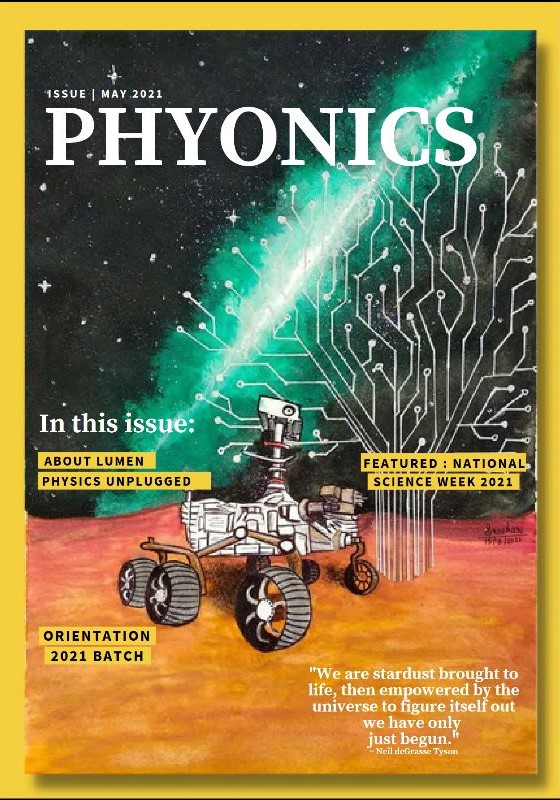 ISSUE | MAY 2021
PHYONICS
In this issue:
ABOUT LUMEN
PHYSICS UNPLUGGED
FEATURED : NATIONAL
SCIENCE WEEK 2021
ORIENTATION
2021 BATCH
"We are stardust brought to
life, then empowered by the
universe to figure itself out
we have only
just begun."
~ Neil deGrasse Tyson